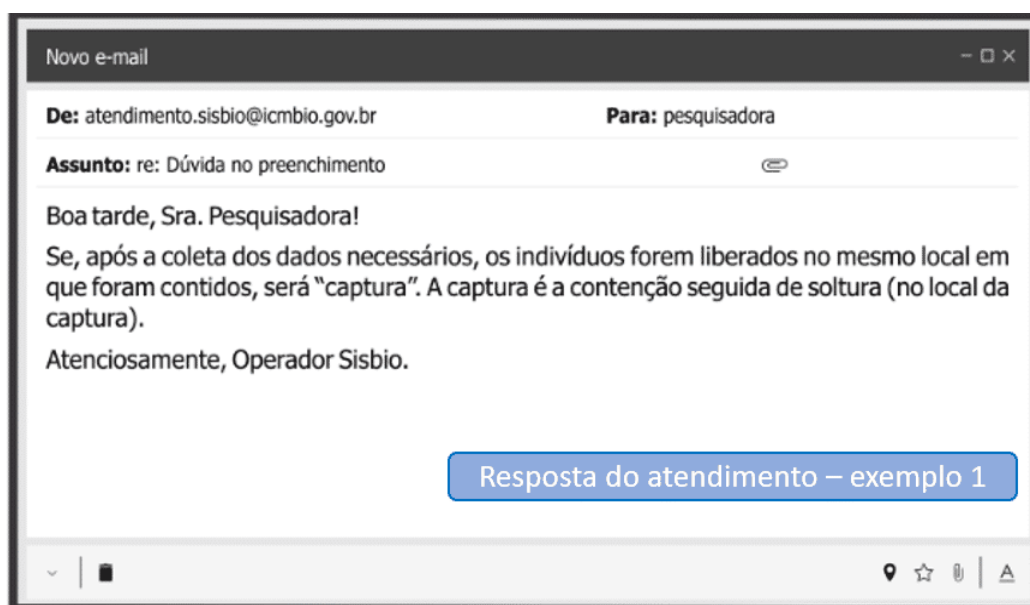 Novo e-mail
De: atendimento.sisbio@icmbio.gov.br Para: pesquisadora
Assunto: re: Dúvida no preenchimento
Boa tarde, Sra. Pesquisadora!
Se, após a coleta dos dados necessários, os indivíduos forem liberados no mesmo local em
que foram contidos, será “captura”. A captura é a contenção seguida de soltura (no local da
captura).
Atenciosamente, Operador Sisbio.
Resposta do atendimento – exemplo 1
A